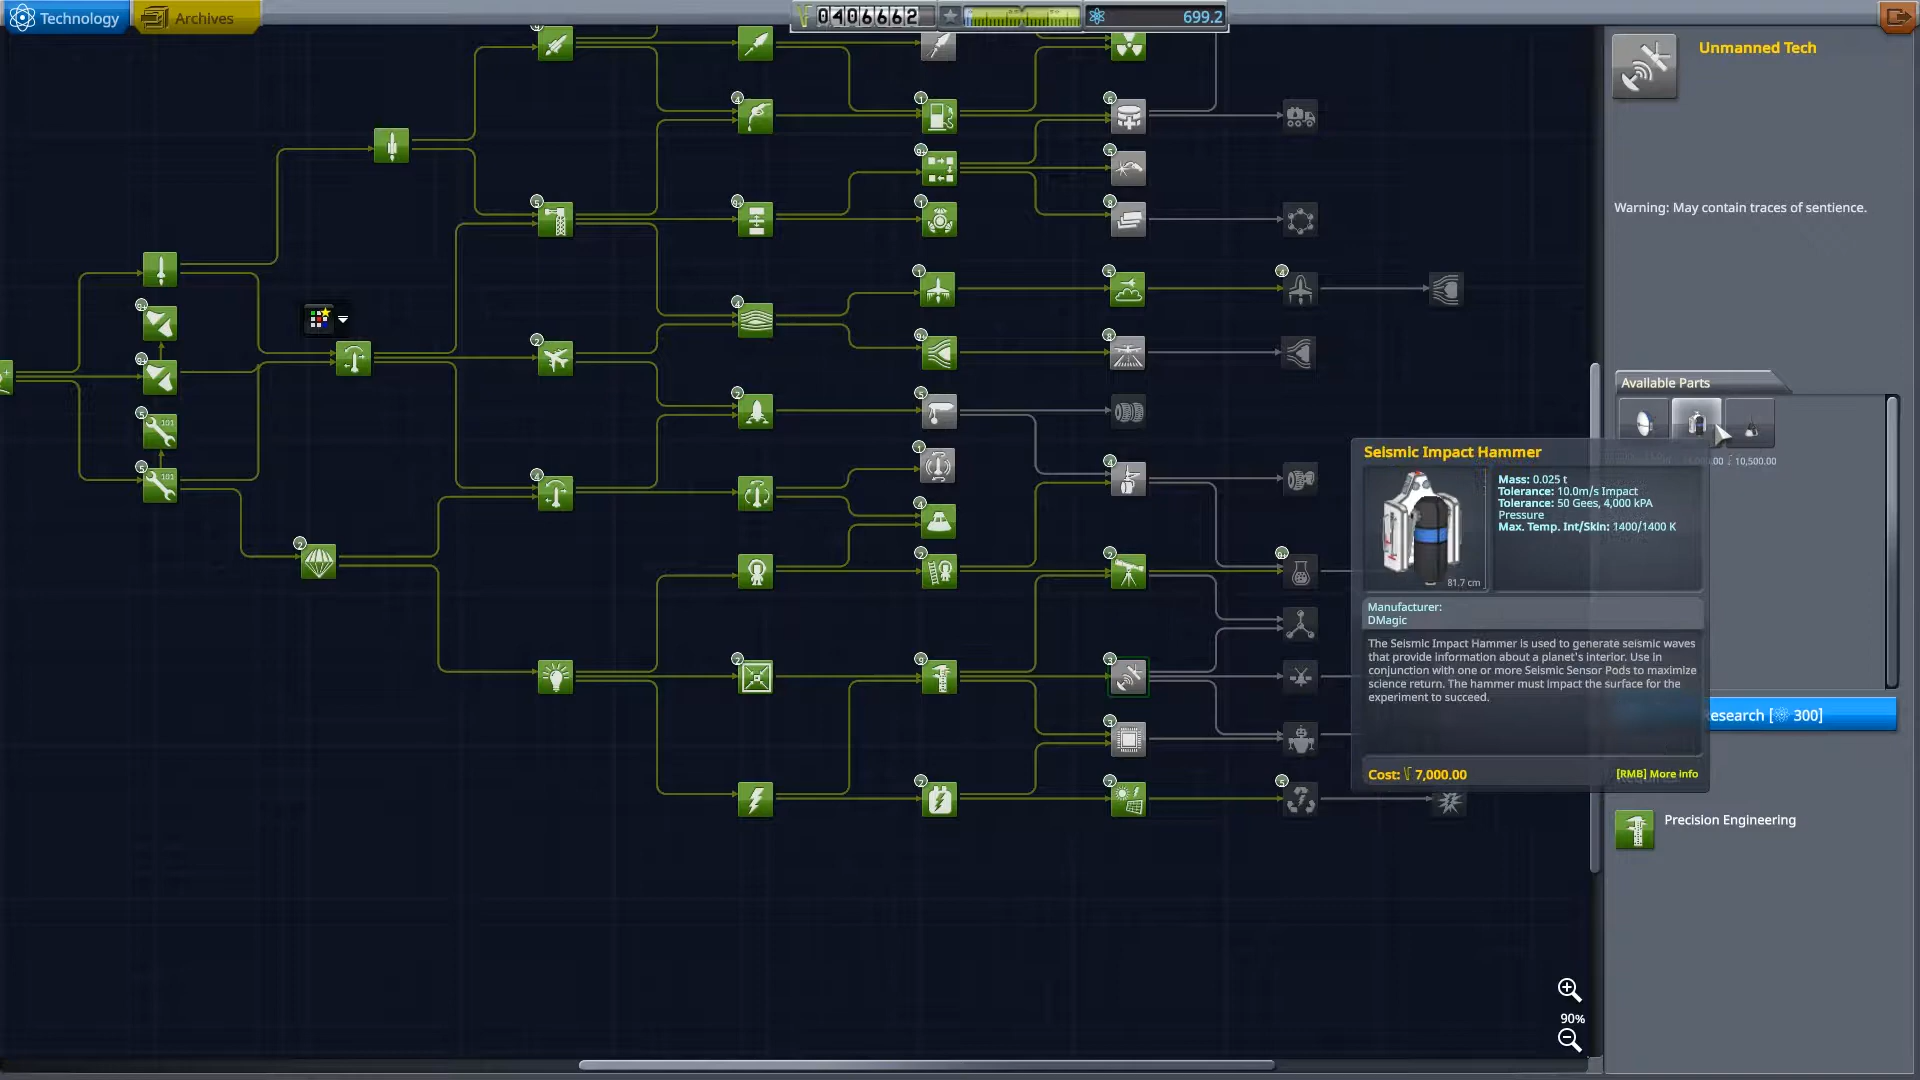 Technology
Archives
0406662
699.2
Unmanned Tech
Warning: May contain traces of sentience.
Available Parts
10,500.00
Seismic Impact Hammer
Mass: 0.025 t
Tolerance: 10.0m/s Impact
Tolerance: 50 Gees, 4,000 kPa
Pressure
Max. Temp. Int/Skin: 1400/1400 K
81.7 cm
Manufacturer:
DMagic
The Seismic Impact Hammer is used to generate seismic waves
that provide information about a planet's interior. Use in
conjunction with one or more Seismic Sensor Pods to maximize
science return. The hammer must impact the surface for the
experiment to succeed.
Cost: 7,000.00
[RMB] More info
esearch [ 300]
Precision Engineering
90%